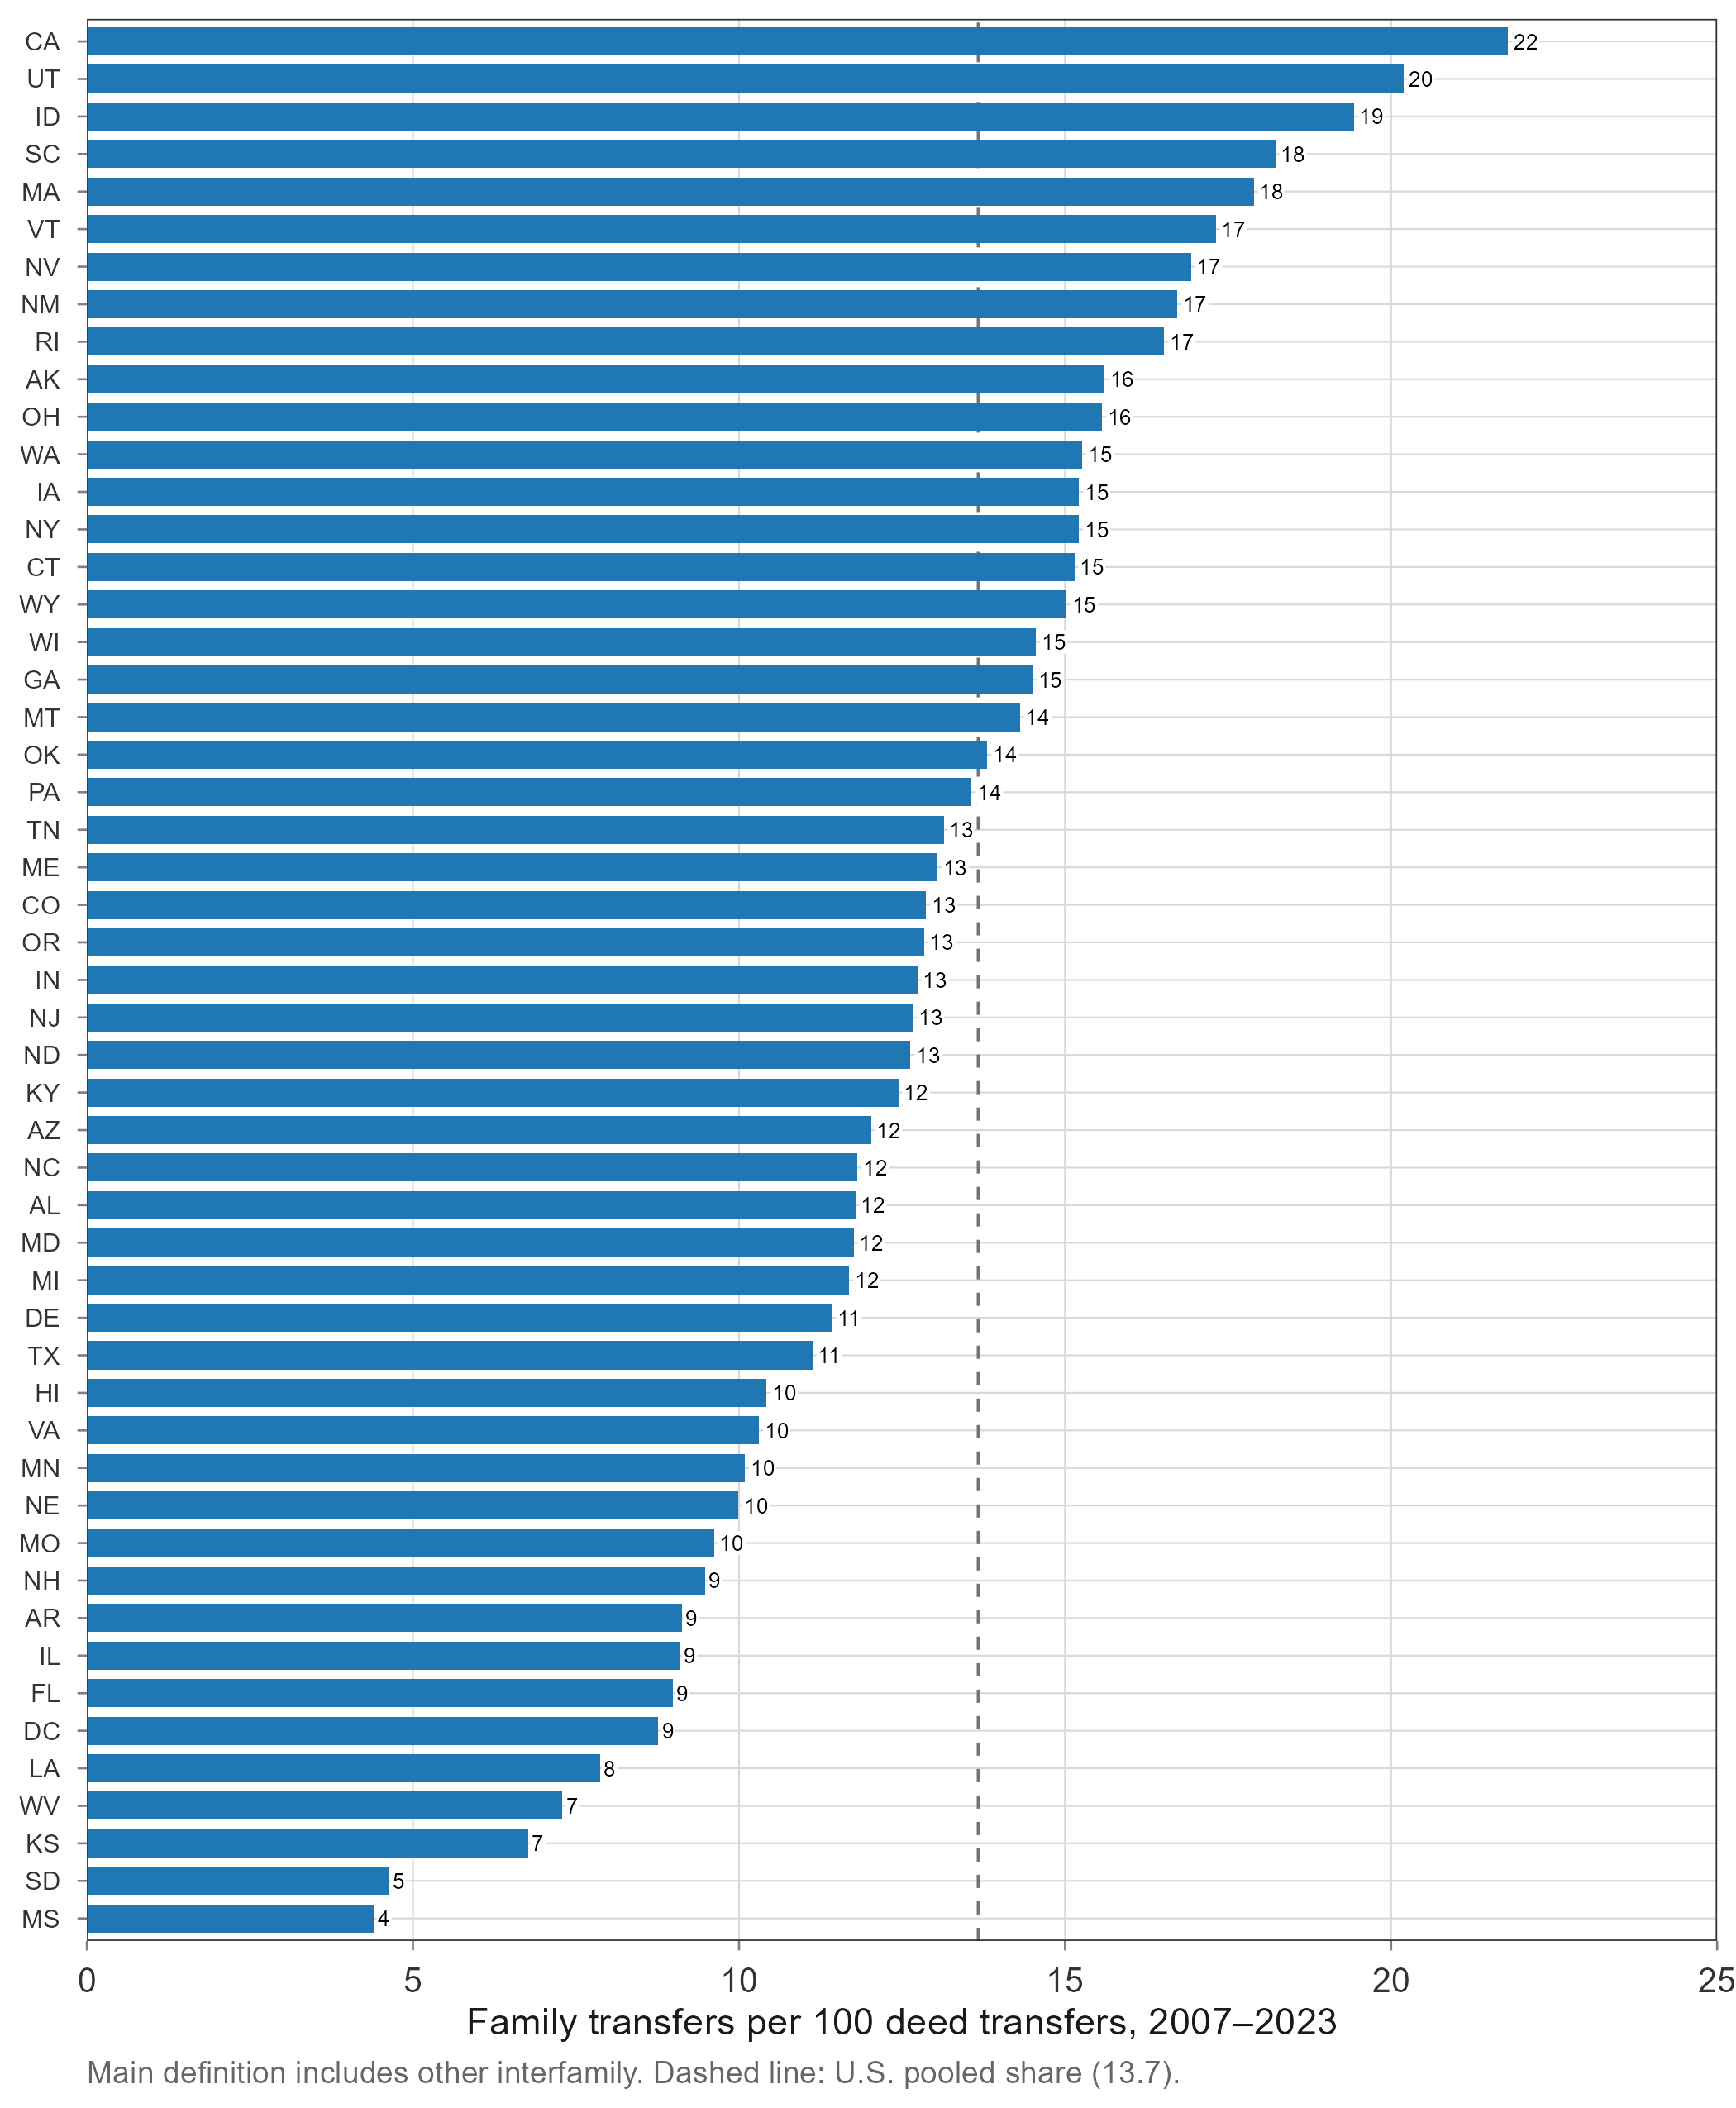 CA 22
UT 20
ID 19
SC 18
MA 18
VT 17
NV 17
NM 17
RI 17
AK 16
OH 16
WA 15
IA 15
NY 15
CT 15
WY 15
WI 15
GA 15
MT 14
OK 14
PA 14
TN 13
ME 13
CO 13
OR 13
IN 13
NJ 13
ND 13
KY 12
AZ 12
NC 12
AL 12
MD 12
MI 12
DE 11
TX 11
HI 10
VA 10
MN 10
NE 10
MO 10
NH 9
AR 9
IL 9
FL 9
DC 9
LA 8
WV 7
KS 7
SD 5
MS 4
0 5 10 15 20 25
Family transfers per 100 deed transfers, 2007–2023
Main definition includes other interfamily. Dashed line: U.S. pooled share (13.7).